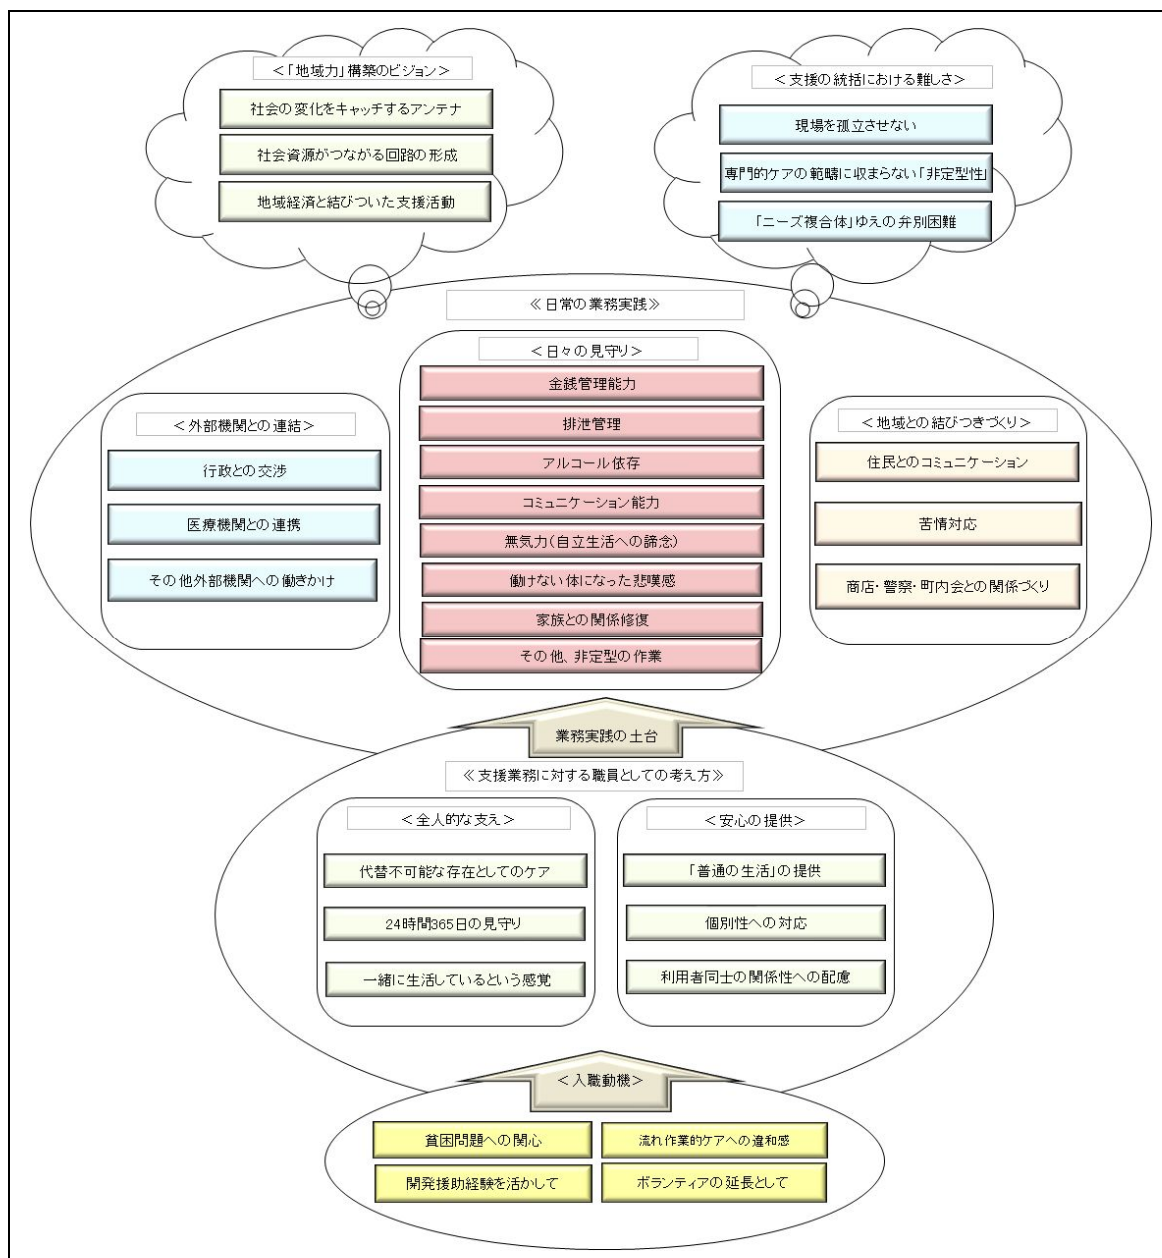 ＜「地域力」構築のビジョン＞
社会の変化をキャッチするアンテナ
社会資源がつながる回路の形成
地域経済と結びついた支援活動
＜支援の統括における難しさ＞
現場を孤立させない
専門的ケアの範疇に収まらない「非定型性」
「ニーズ複合体」ゆえの弁別困難
≪日常の業務実践≫
＜外部機関との連結＞
行政との交渉
医療機関との連携
その他外部機関への働きかけ
＜日々の見守り＞
金銭管理能力
排泄管理
アルコール依存
コミュニケーション能力
無気力（自立生活への諦念）
働けない体になった悲嘆感
家族との関係修復
その他、非定型の作業
＜地域との結びつきづくり＞
住民とのコミュニケーション
苦情対応
商店・警察・町内会との関係づくり
業務実践の土台
≪支援業務に対する職員としての考え方≫
＜全人的な支え＞
代替不可能な存在としてのケア
24時間365日の見守り
一緒に生活しているという感覚
＜安心の提供＞
「普通の生活」の提供
個別性への対応
利用者同士の関係性への配慮
＜入職動機＞
貧困問題への関心
流れ作業的ケアへの違和感
開発援助経験を活かして
ボランティアの延長として